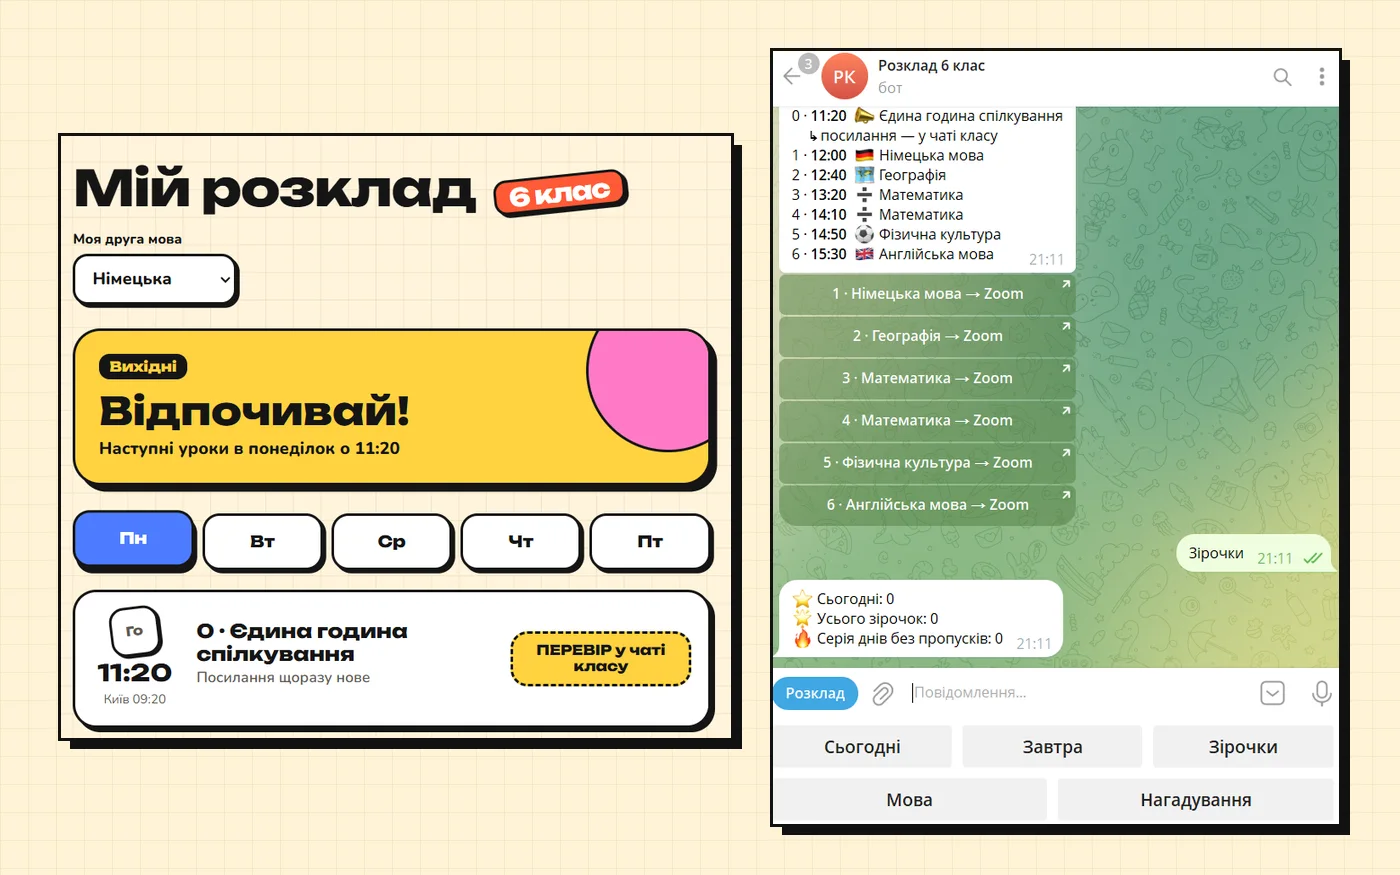 Мій розклад
6 клас
Моя друга мова
Німецька
Вихідні
Відпочивай!
Наступні уроки в понеділок о 11:20
Пн
Вт
Ср
Чт
Пт
Го
11:20
Київ 09:20
0 · Єдина година
спілкування
Посилання щоразу нове
ПЕРЕВІР у чаті
класу
3
РК
Розклад 6 клас
бот
0 · 11:20 📣 Єдина година спілкування
↳ посилання — у чаті класу
1 · 12:00 🇩🇪 Німецька мова
2 · 12:40 🗺️ Географія
3 · 13:20 ➗ Математика
4 · 14:10 ➗ Математика
5 · 14:50 ⚽ Фізична культура
6 · 15:30 🇬🇧 Англійська мова
21:11
1 · Німецька мова → Zoom
2 · Географія → Zoom
3 · Математика → Zoom
4 · Математика → Zoom
5 · Фізична культура → Zoom
6 · Англійська мова → Zoom
Зірочки 21:11
⭐ Сьогодні: 0
🌟 Усього зірочок: 0
🔥 Серія днів без пропусків: 0 21:11
Розклад
Повідомлення...
Сьогодні
Завтра
Зірочки
Мова
Нагадування